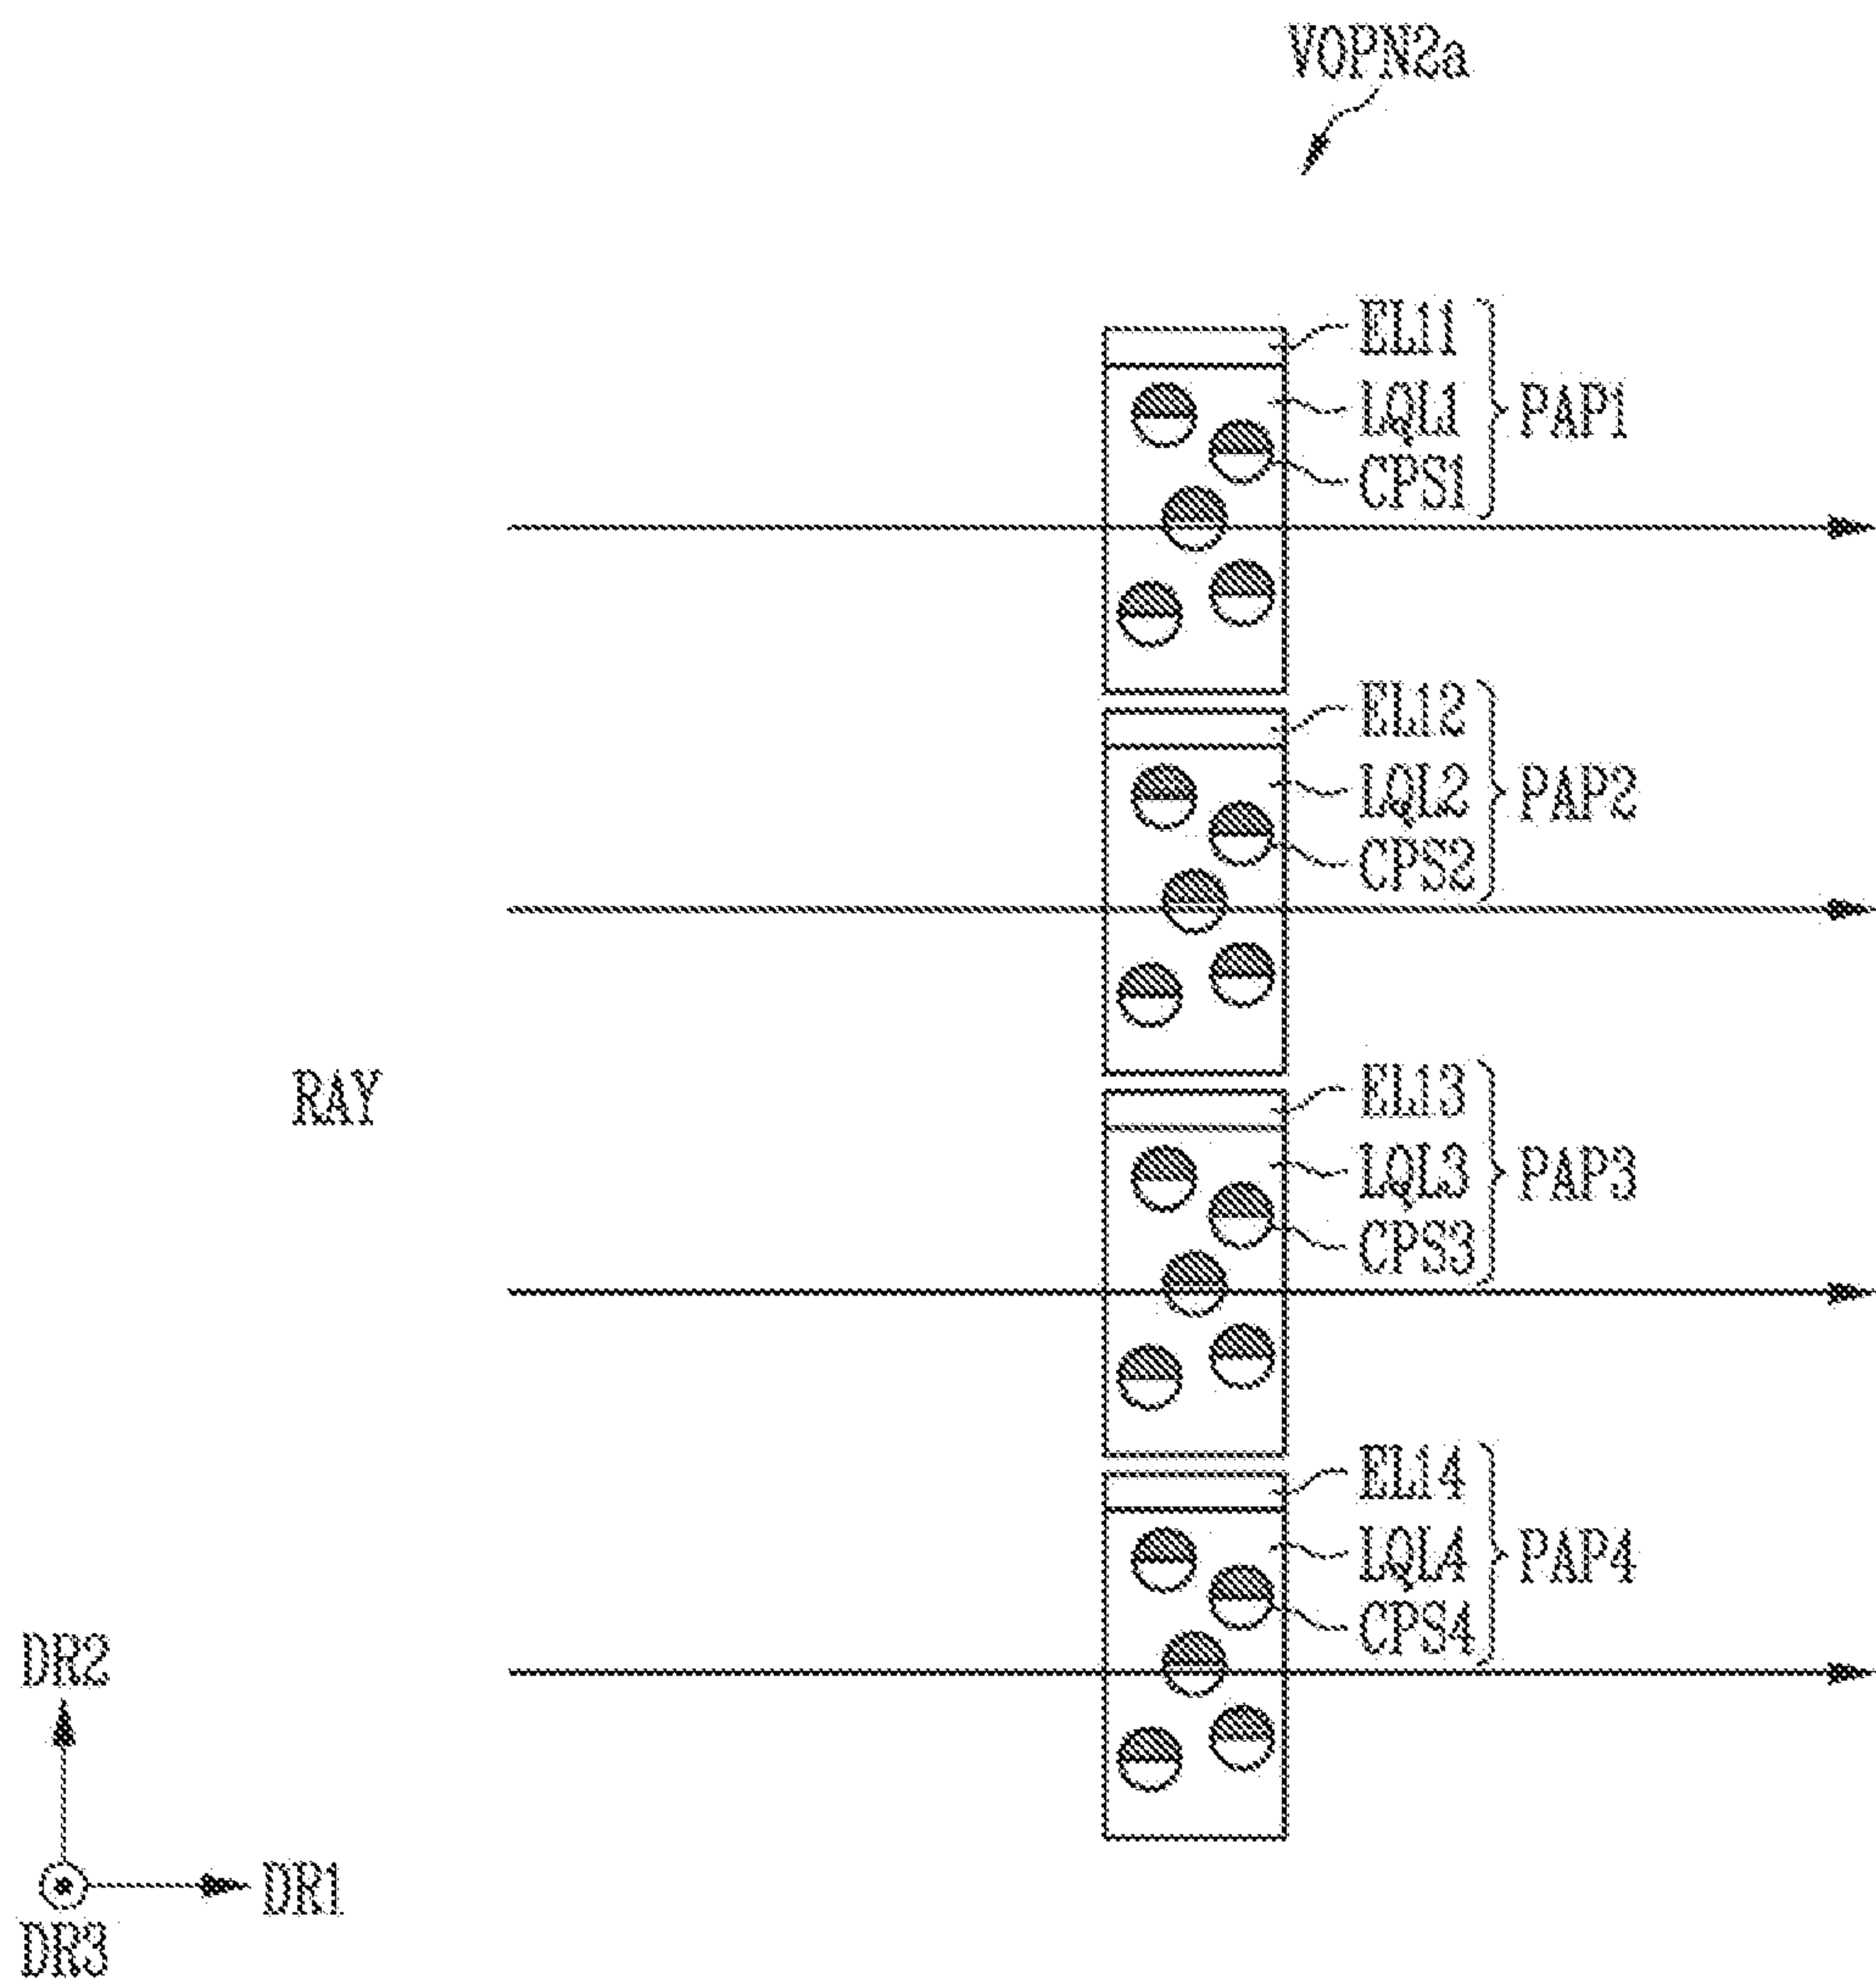 VOPN2a
EL11
LQL1
CPS1
PAP1
EL12
LQL2
CPS2
PAP2
RAY
EL13
LQL3
CPS3
PAP3
EL14
LQL4
CPS4
PAP4
DR2
DR1
DR3